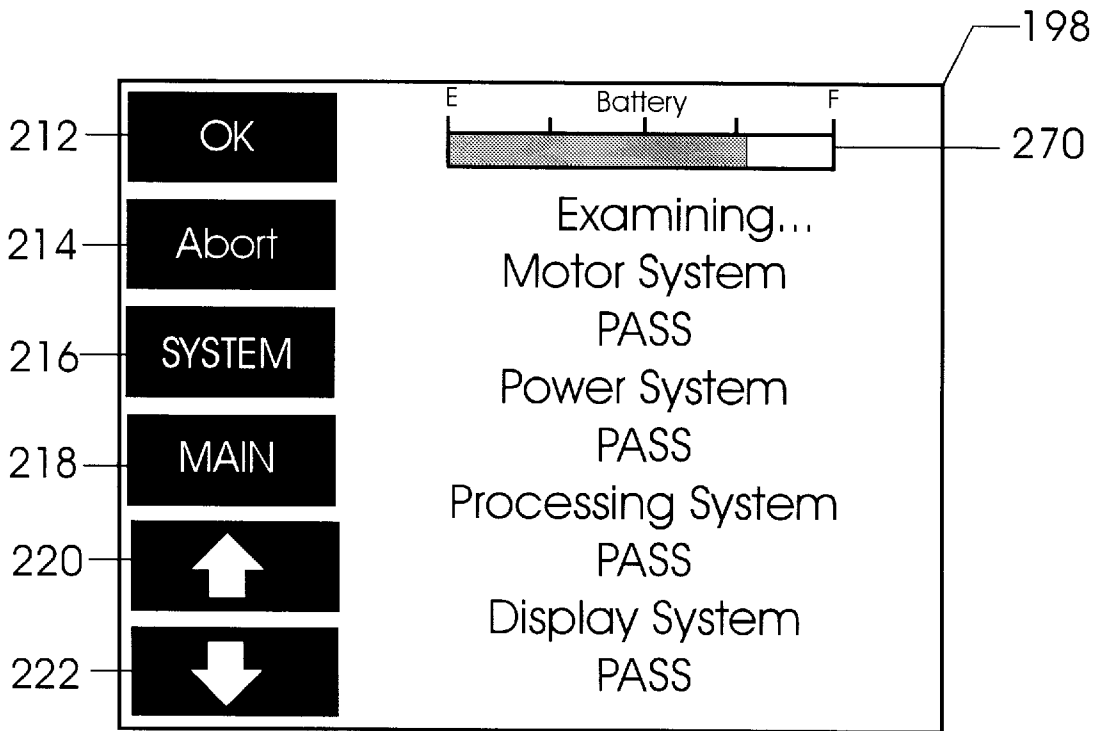 198
212
OK
E Battery F
270
214
Abort
Examining...
Motor System
216
SYSTEM
PASS
Power System
218
MAIN
PASS
Processing System
220
PASS
Display System
222
PASS